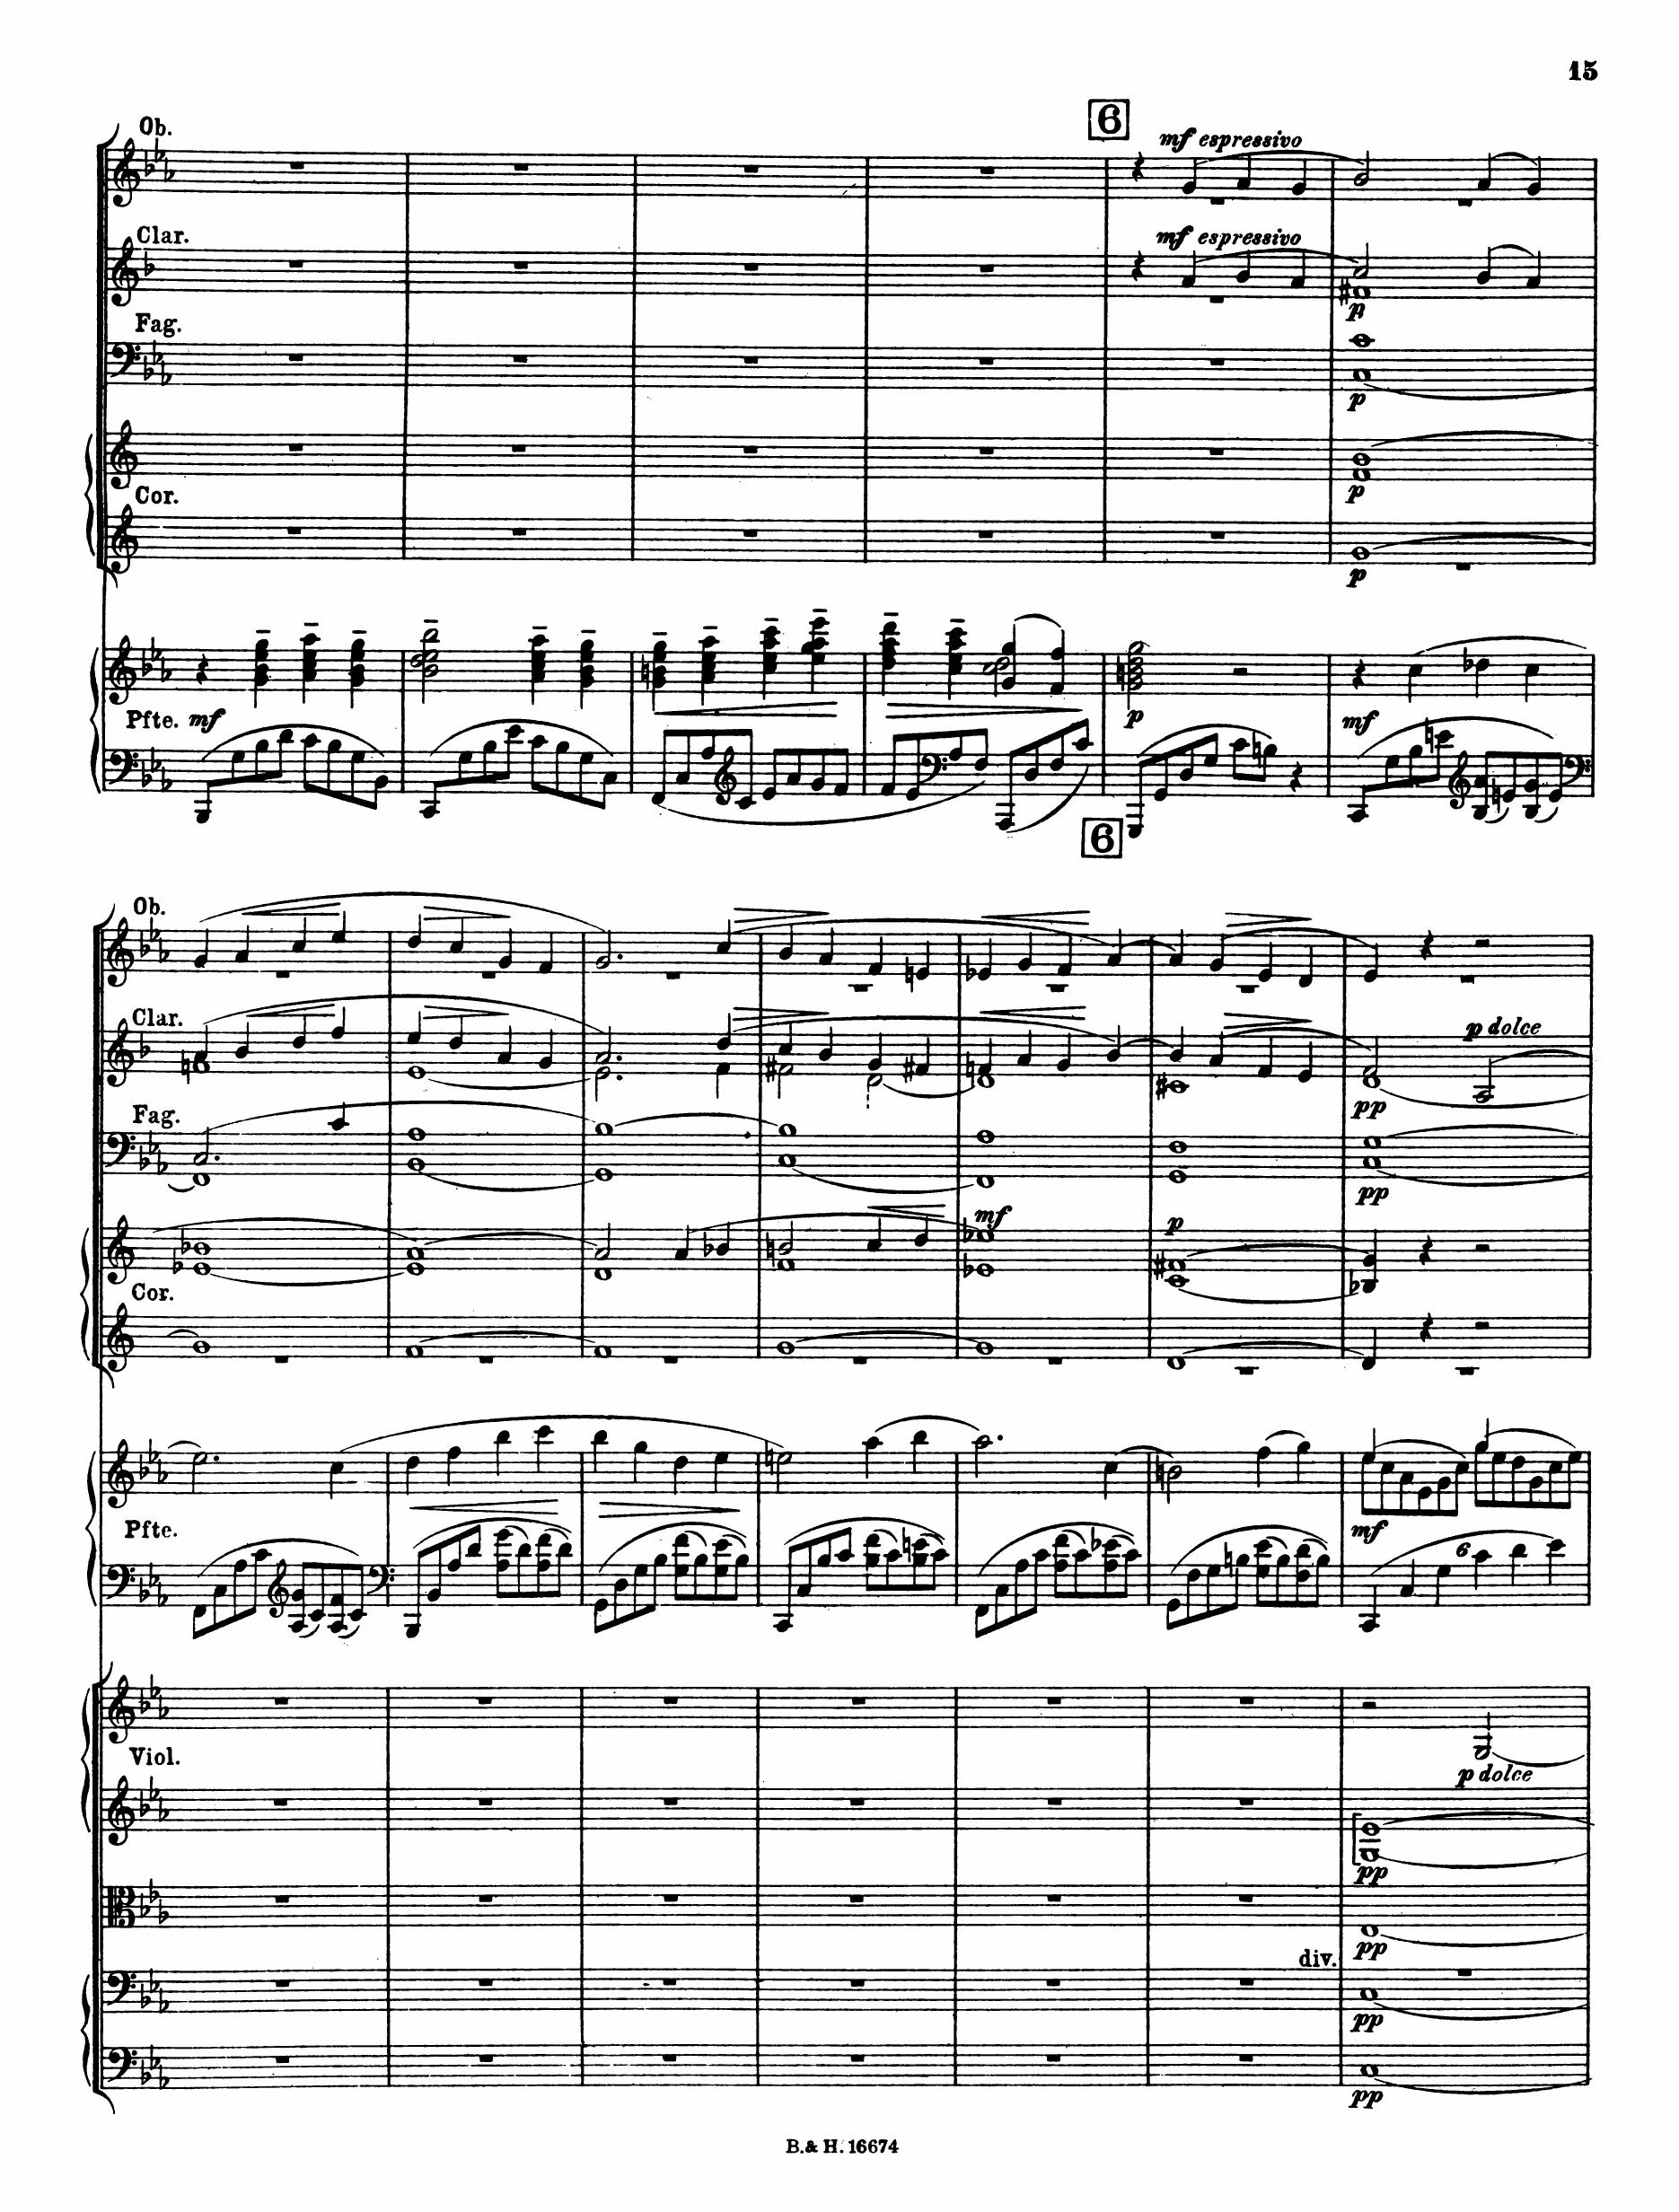 15
6
Ob.
mf espressivo
Clar.
mf espressivo
p
Fag.
p
p
Cor.
p
Pfte. mf
p
mf
6
Ob.
Clar.
p dolce
pp
Fag.
pp
mf
p
Cor.
Pfte.
mf
6
Viol.
p dolce
pp
pp
div.
pp
pp
B.& H. 16674